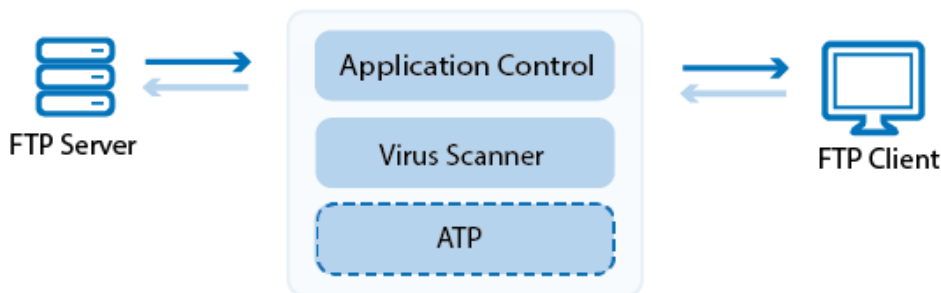 Application Control
FTP Server
Virus Scanner
FTP Client
ATP